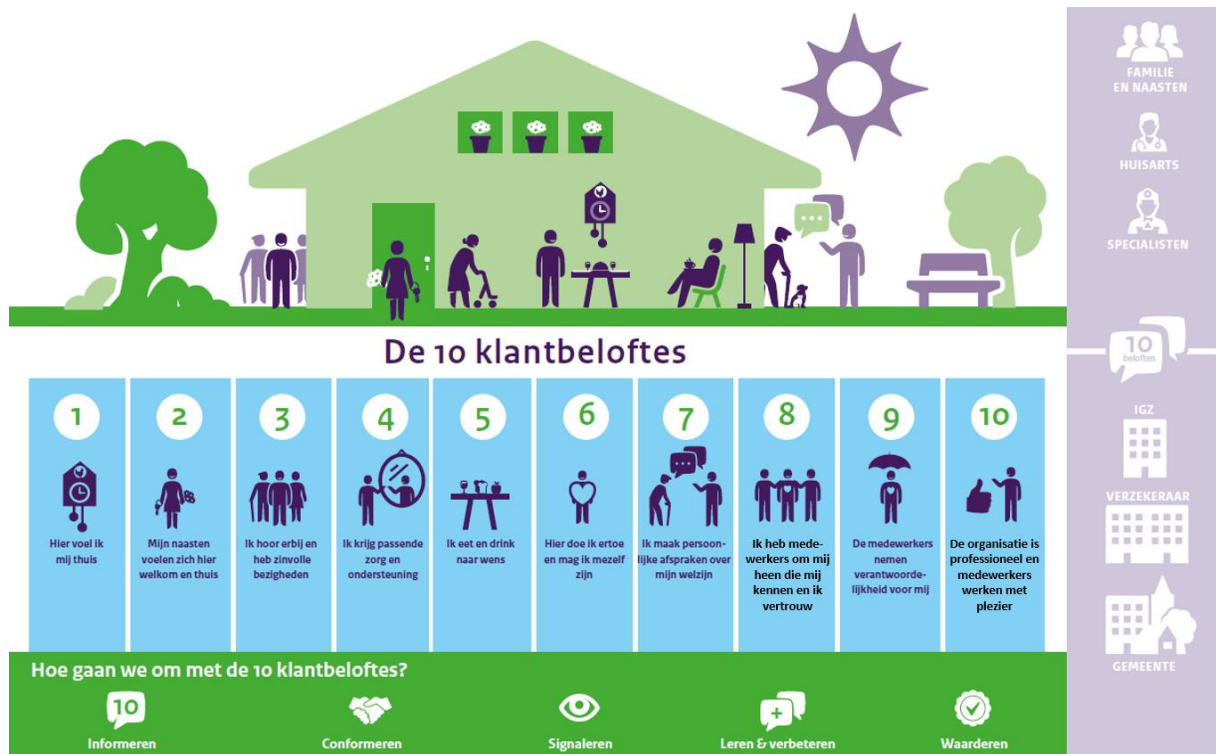 De 10 klantbeloftes
1
Hier voel ik
mij thuis
2
Mijn naasten
voelen zich hier
welkom en thuis
3
Ik hoor erbij en
heb zinvolle
bezigheden
4
Ik krijg passende
zorg en
ondersteuning
5
Ik eet en drink
naar wens
6
Hier doe ik ertoe
en mag ik mezelf
zijn
7
Ik maak persoon-
lijke afspraken over
mijn welzijn
8
Ik heb mede-
werkers om mij
heen die mij
kennen en ik
vertrouw
9
De medewerkers
nemen
verantwoorde-
lijkheid voor mij
10
De organisatie is
professioneel en
medewerkers
werken met
plezier
Hoe gaan we om met de 10 klantbeloftes?
10
Informeren
Conformeren
Signaleren
Leren & verbeteren
Waarderen
FAMILIE
EN NAASTEN
HUISARTS
SPECIALISTEN
10
beloften
IGZ
VERZEKERAAR
GEMEENTE